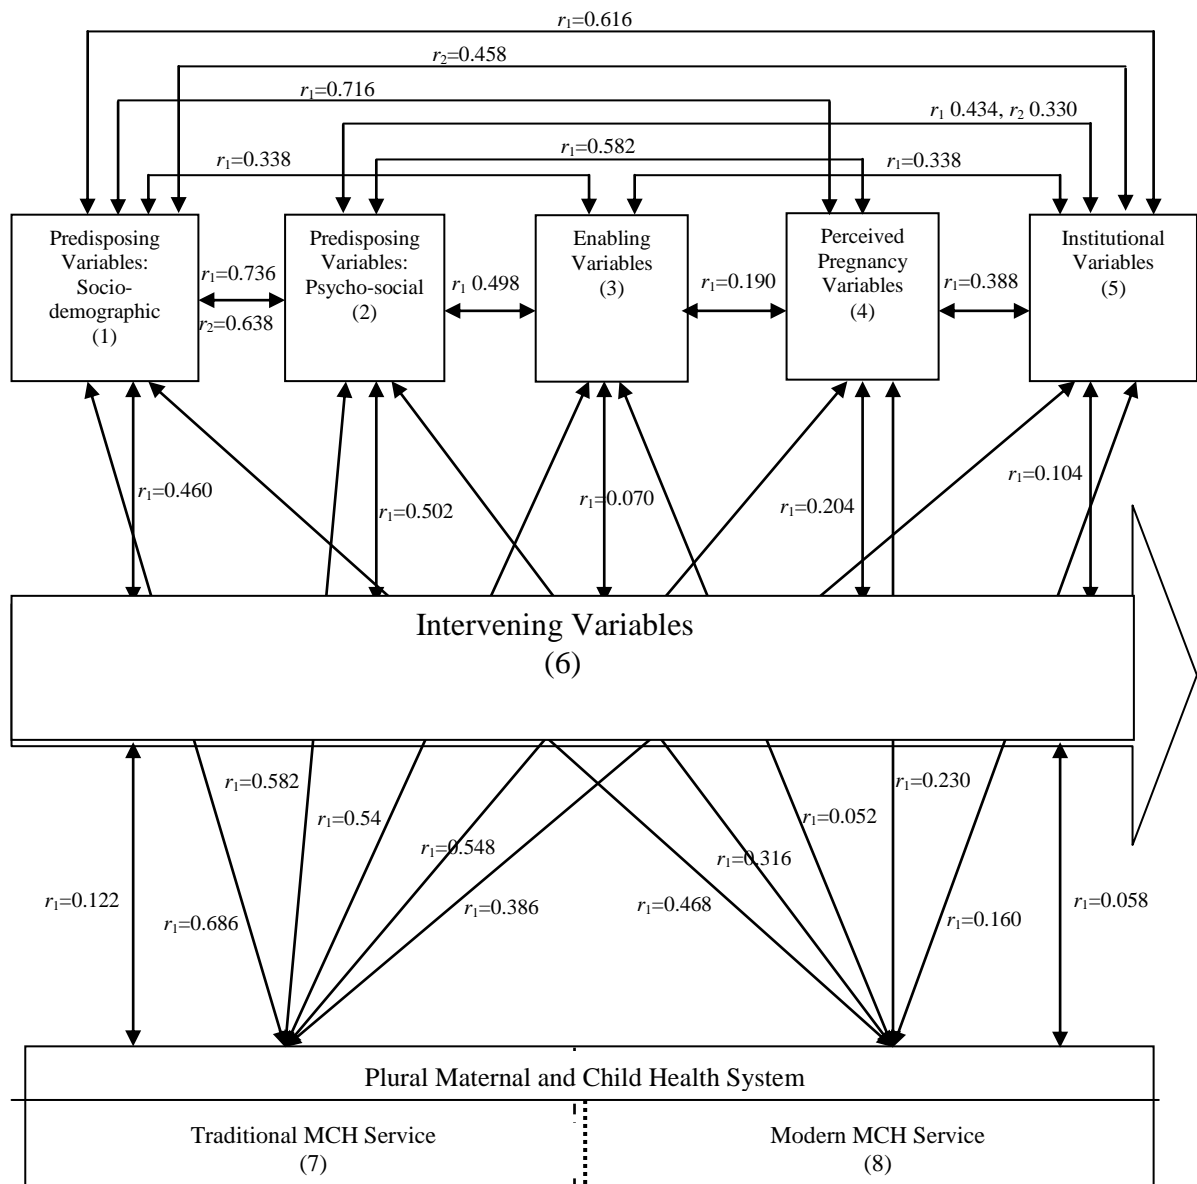 r1=0.616
r2=0.458
r1=0.716
r1 0.434, r2 0.330
r1=0.582
r1=0.338
r1=0.338
Predisposing
Variables:
Socio-
demographic
(1)
r1=0.736
r2=0.638
Predisposing
Variables:
Psycho-social
(2)
r1 0.498
Enabling
Variables
(3)
r1=0.190
Perceived
Pregnancy
Variables
(4)
r1=0.388
Institutional
Variables
(5)
r1=0.460
r1=0.502
r1=0.070
r1=0.204
r1=0.104
Intervening Variables
(6)
r1=0.582
r1=0.54
r1=0.548
r1=0.052
r1=0.230
r1=0.316
r1=0.122
r1=0.686
r1=0.386
r1=0.468
r1=0.160
r1=0.058
Plural Maternal and Child Health System
Traditional MCH Service
(7)
Modern MCH Service
(8)